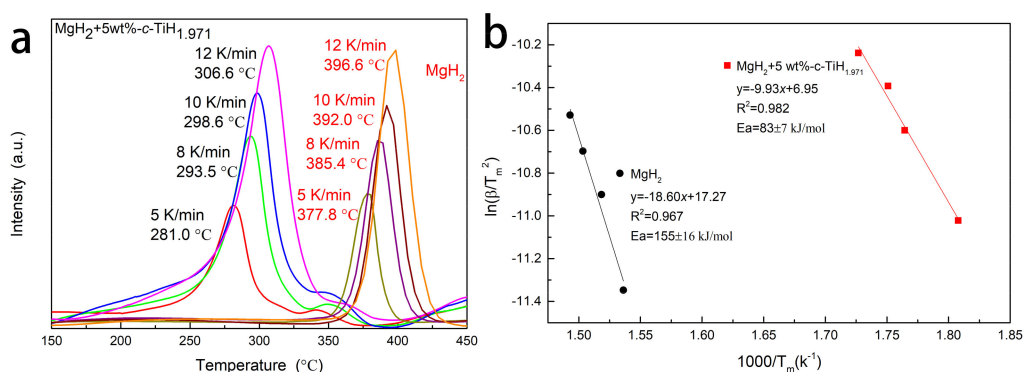 a
MgH2+5wt%-c-TiH1.971
12 K/min
306.6 °C
10 K/min
298.6 °C
8 K/min
293.5 °C
5 K/min
281.0 °C
12 K/min
396.6 °C
MgH2
10 K/min
392.0 °C
8 K/min
385.4 °C
5 K/min
377.8 °C
Intensity (a.u.)
150 200 250 300 350 400 450
Temperature (°C)
b
-10.2
-10.4
-10.6
-10.8
-11.0
-11.2
-11.4
ln(β/Tm2)
MgH2+5 wt%-c-TiH1.971
y=-9.93x+6.95
R2=0.982
Ea=83±7 kJ/mol
MgH2
y=-18.60x+17.27
R2=0.967
Ea=155±16 kJ/mol
1.50 1.55 1.60 1.65 1.70 1.75 1.80 1.85
1000/Tm(k-1)